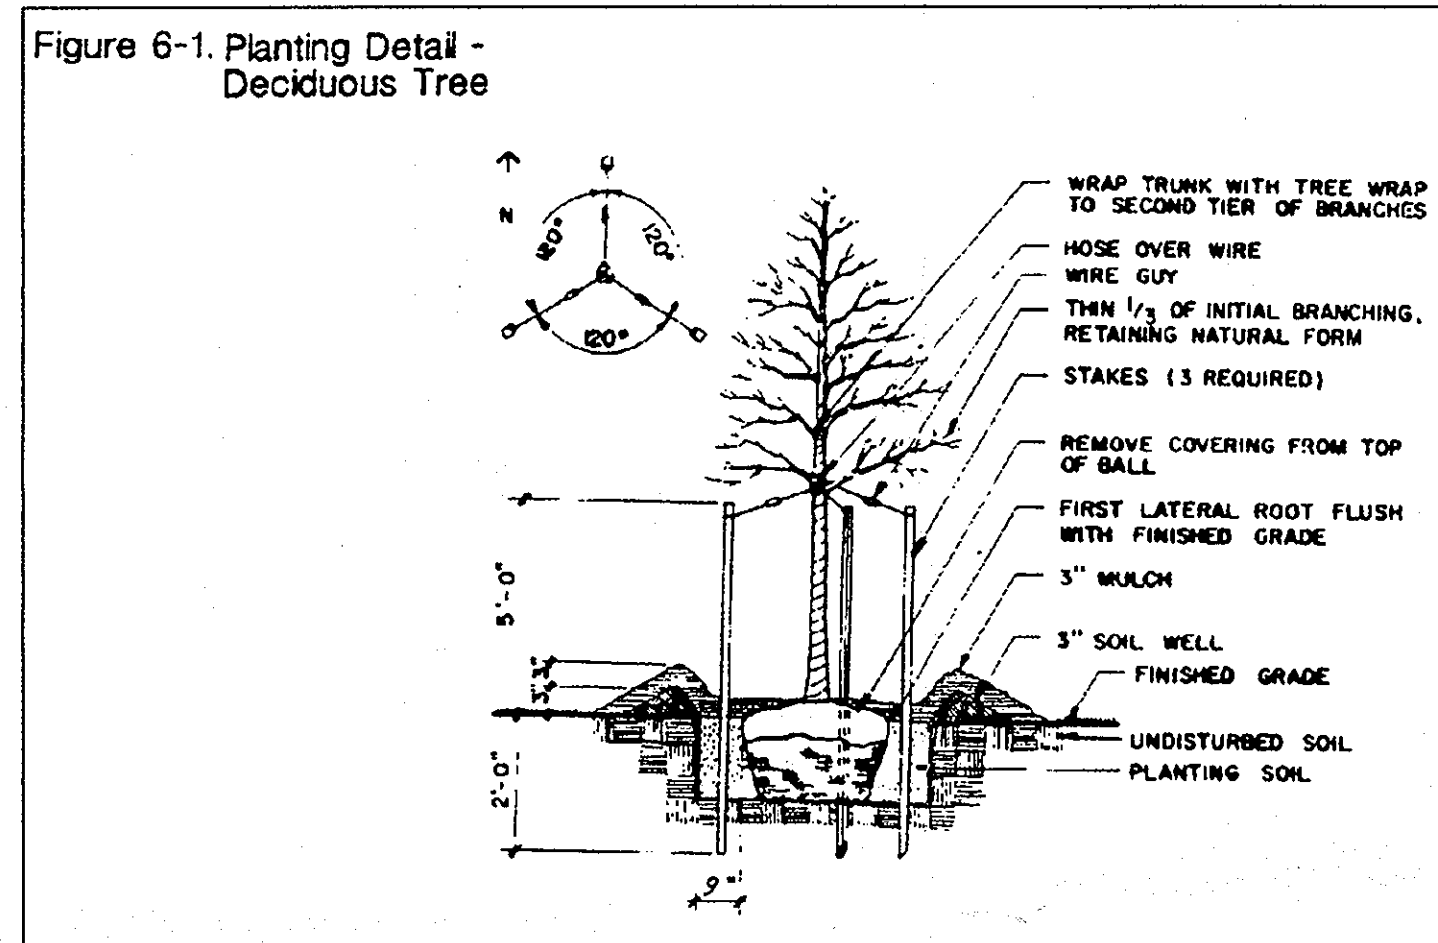 Figure 6-1. Planting Detail -
Deciduous Tree
N
120°
120°
120°
WRAP TRUNK WITH TREE WRAP
TO SECOND TIER OF BRANCHES
HOSE OVER WIRE
WIRE GUY
THIN 1/3 OF INITIAL BRANCHING,
RETAINING NATURAL FORM
STAKES (3 REQUIRED)
REMOVE COVERING FROM TOP
OF BALL
FIRST LATERAL ROOT FLUSH
WITH FINISHED GRADE
3" MULCH
3" SOIL WELL
FINISHED GRADE
UNDISTURBED SOIL
PLANTING SOIL
5'-0"
3" 3"
2'-0"
9"